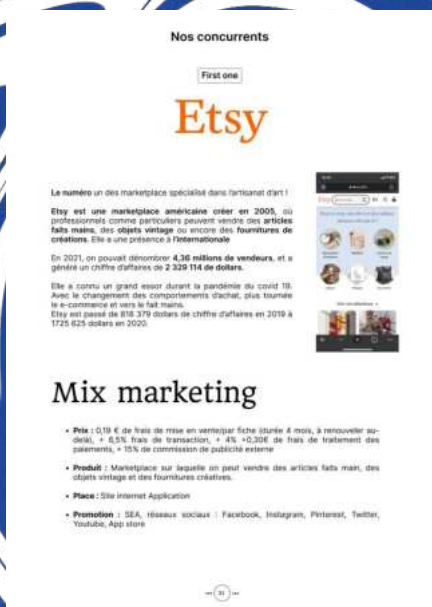 Nos concurrents
First one
Etsy
Le numéro un des marketplace spécialisé dans l'artisanat d'art !
Etsy est une marketplace américaine créer en 2005, où
professionnels comme particuliers peuvent vendre des articles
faits mains, des objets vintage ou encore des fournitures de
créations. Elle a une présence à l'internationale
En 2021, on pouvait dénombrer 4,36 millions de vendeurs, et a
généré un chiffre d'affaires de 2 329 114 de dollars.
Elle a connu un grand essor durant la pandémie du covid 19.
Avec le changement des comportements d'achat, plus tournée
le e-commerce et vers le fait mains.
Etsy est passé de 818 379 dollars de chiffre d'affaires en 2019 à
1725 625 dollars en 2020.
Etsy
Mix marketing
• Prix : 0,19 € de frais de mise en vente/par fiche (durée 4 mois, à renouveler au-
delà), + 6,5% frais de transaction, + 4% +0,30€ de frais de traitement des
paiements, + 15% de commission de publicité externe
• Produit : Marketplace sur laquelle on peut vendre des articles faits main, des
objets vintage et des fournitures créatives.
• Place : Site internet Application
• Promotion : SEA, réseaux sociaux : Facebook, Instagram, Pinterest, Twitter,
Youtube, App store
31